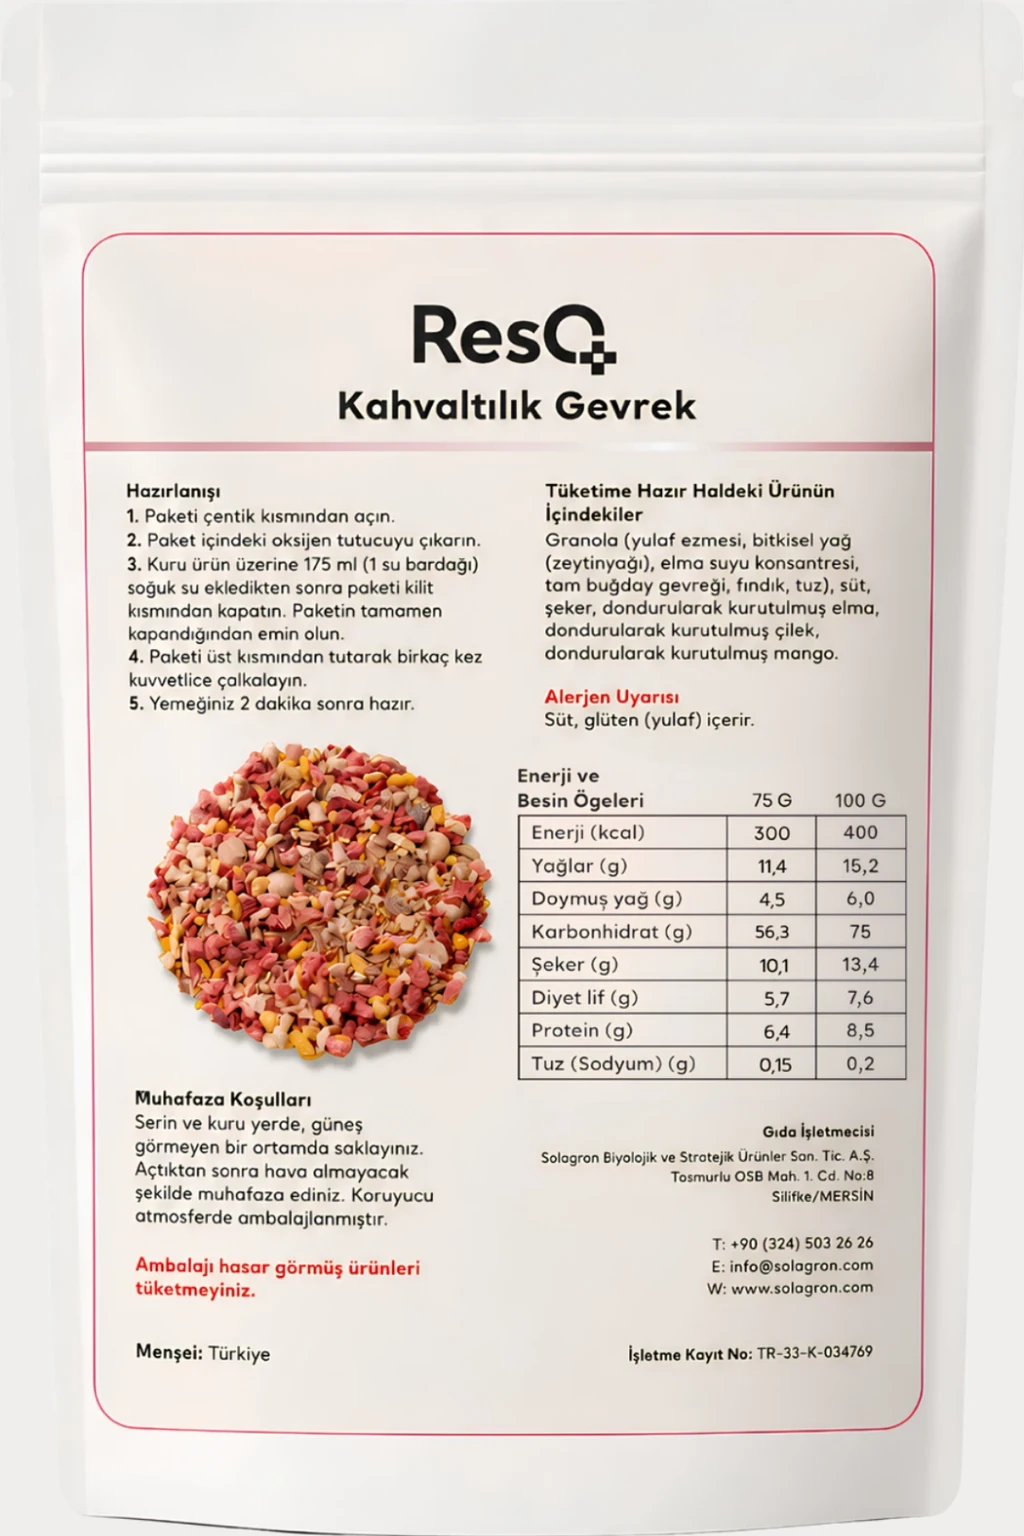 ResQ
Kahvaltılık Gevrek
Hazırlanışı
1. Paketi çentik kısmından açın.
2. Paket içindeki oksijen tutucuyu çıkarın.
3. Kuru ürün üzerine 175 ml (1 su bardağı)
soğuk su ekledikten sonra paketi kilit
kısmından kapatın. Paketin tamamen
kapandığından emin olun.
4. Paketi üst kısmından tutarak birkaç kez
kuvvetlice çalkalayın.
5. Yemeğiniz 2 dakika sonra hazır.
Tüketime Hazır Haldeki Ürünün
İçindekiler
Granola (yulaf ezmesi, bitkisel yağ
(zeytinyağı), elma suyu konsantresi,
tam buğday gevreği, fındık, tuz), süt,
şeker, dondurularak kurutulmuş elma,
dondurularak kurutulmuş çilek,
dondurularak kurutulmuş mango.
Alerjen Uyarısı
Süt, glüten (yulaf) içerir.
Enerji ve
Besin Ögeleri 75 G 100 G
Enerji (kcal) 300 400
Yağlar (g) 11,4 15,2
Doymuş yağ (g) 4,5 6,0
Karbonhidrat (g) 56,3 75
Şeker (g) 10,1 13,4
Diyet lif (g) 5,7 7,6
Protein (g) 6,4 8,5
Tuz (Sodyum) (g) 0,15 0,2
Muhafaza Koşulları
Serin ve kuru yerde, güneş
görmeyen bir ortamda saklayınız.
Açtıktan sonra hava almayacak
şekilde muhafaza ediniz. Koruyucu
atmosferde ambalajlanmıştır.
Ambalajı hasar görmüş ürünleri
tüketmeyiniz.
Menşei: Türkiye
Gıda İşletmecisi
Solagron Biyolojik ve Stratejik Ürünler San. Tic. A.Ş.
Tosmurlu OSB Mah. 1. Cd. No:8
Silifke/MERSİN
T: +90 (324) 503 26 26
E: info@solagron.com
W: www.solagron.com
İşletme Kayıt No: TR-33-K-034769